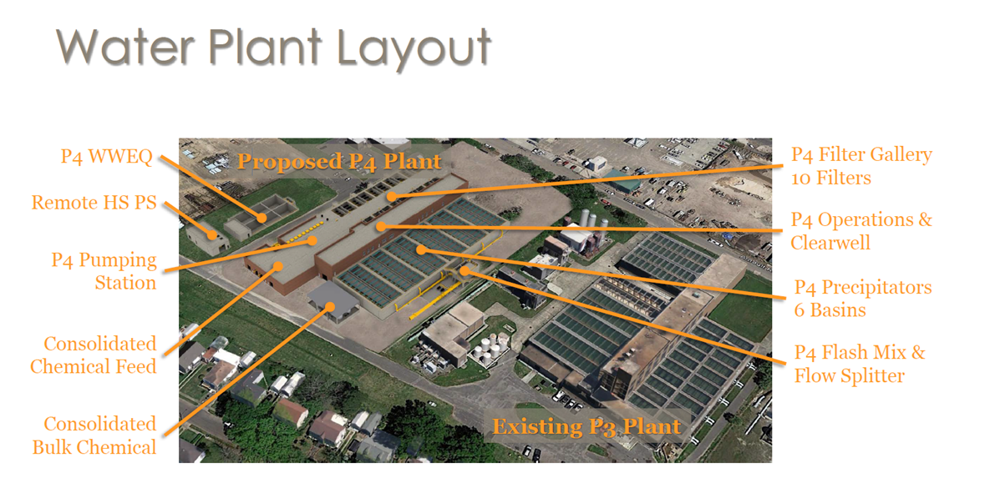 Water Plant Layout
Proposed P4 Plant
P4 WWEQ
Remote HS PS
P4 Pumping
Station
Consolidated
Chemical Feed
Consolidated
Bulk Chemical
P4 Filter Gallery
10 Filters
P4 Operations &
Clearwell
P4 Precipitators
6 Basins
P4 Flash Mix &
Flow Splitter
Existing P3 Plant